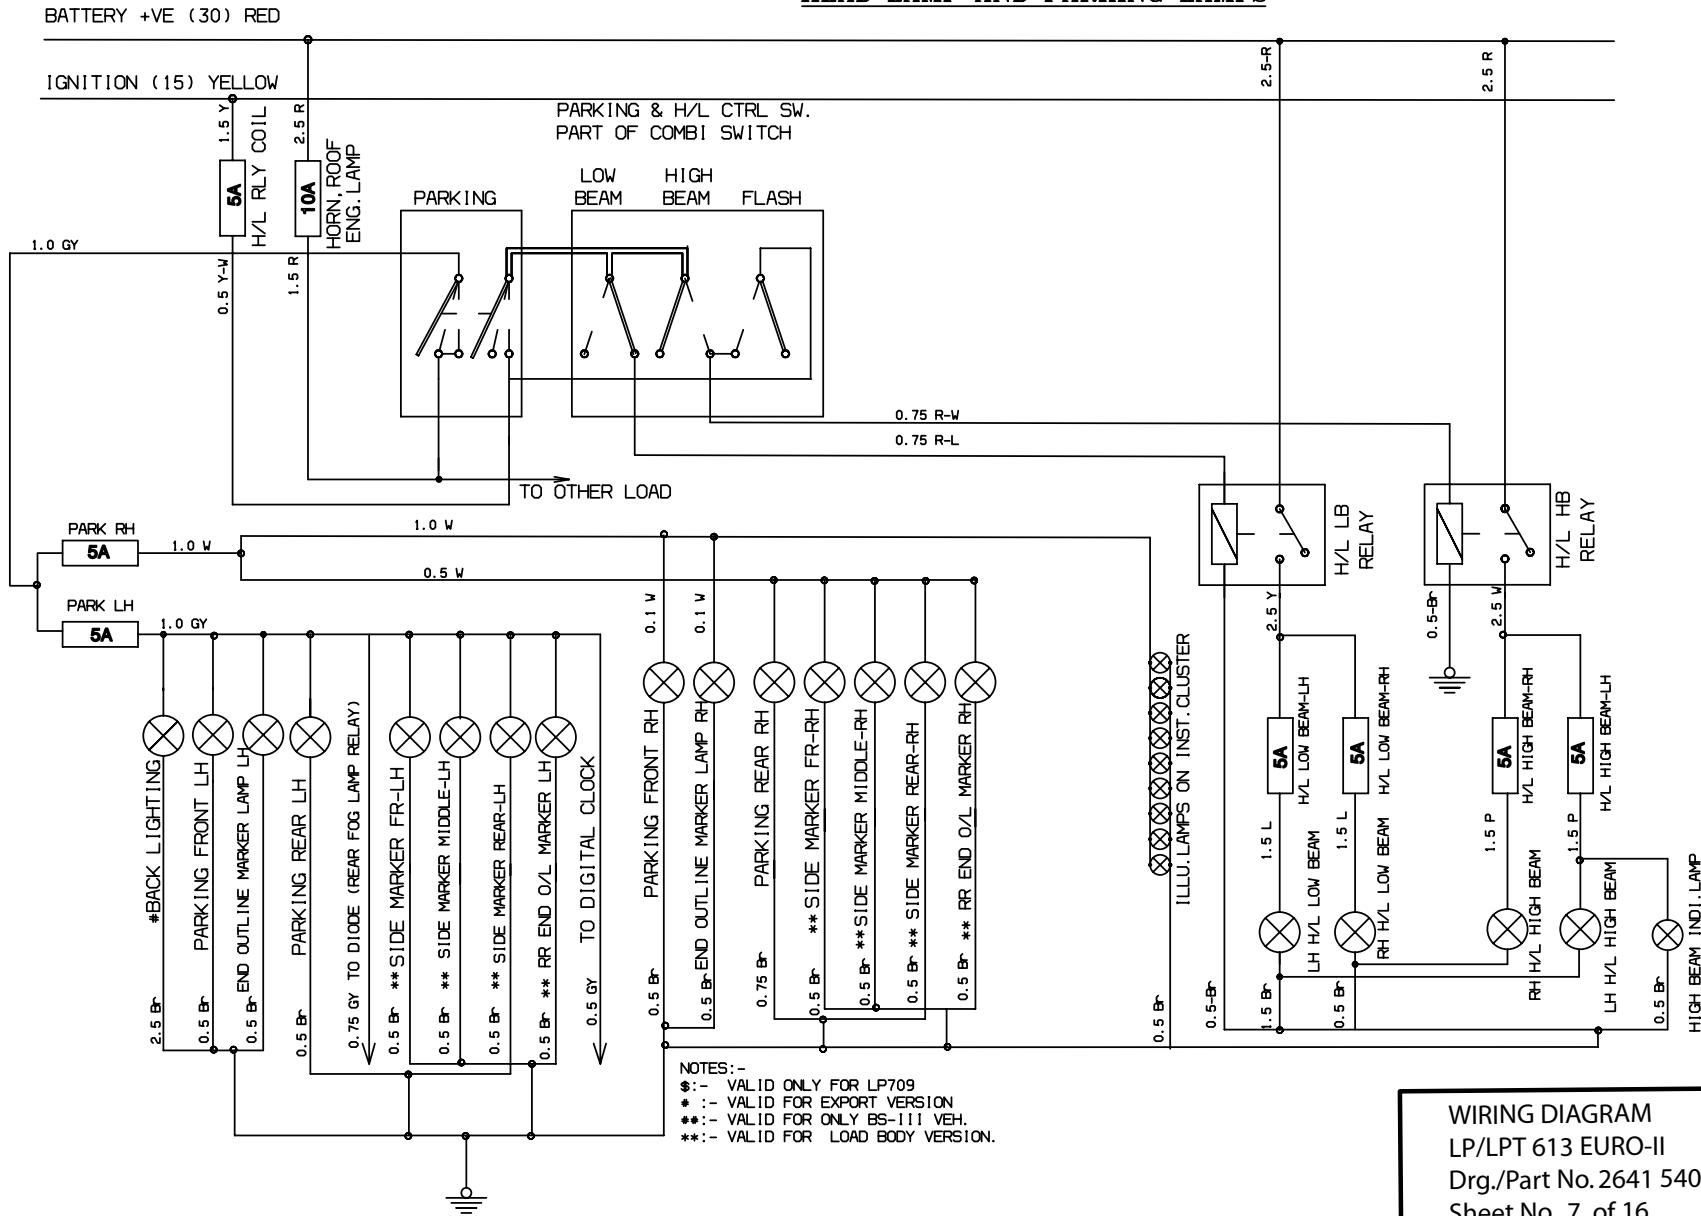 HEAD LAMP AND PARKING LAMPS
BATTERY +VE (30) RED
IGNITION (15) YELLOW
PARKING & H/L CTRL SW.
PART OF COMBI SWITCH
1.5 Y
5A
H/L RLY COIL
0.5 Y-W
2.5 R
10A
HORN, ROOF
ENG. LAMP
1.5 R
1.0 GY
PARKING
LOW
BEAM
HIGH
BEAM
FLASH
2.5-R
2.5 R
0.75 R-W
0.75 R-L
TO OTHER LOAD
H/L LB
RELAY
H/L HB
RELAY
PARK RH
5A
1.0 W
1.0 W
0.5 W
PARK LH
5A
1.0 GY
0.1 W
0.1 W
2.5 Y
0.5-Br
2.5 W
#BACK LIGHTING
2.5 Br
PARKING FRONT LH
0.5 Br
END OUTLINE MARKER LAMP LH
0.5 Br
PARKING REAR LH
0.5 Br
0.75 GY TO DIODE (REAR FOG LAMP RELAY)
**SIDE MARKER FR-LH
0.5 Br
** SIDE MARKER MIDDLE-LH
0.5 Br
** SIDE MARKER REAR-LH
0.5 Br
** RR END O/L MARKER LH
0.5 Br
TO DIGITAL CLOCK
0.5 GY
PARKING FRONT RH
0.5 Br
END OUTLINE MARKER LAMP RH
0.5 Br
PARKING REAR RH
0.75 Br
**SIDE MARKER FR-RH
0.5 Br
**SIDE MARKER MIDDLE-RH
0.5 Br
** SIDE MARKER REAR-RH
0.5 Br
** RR END O/L MARKER RH
0.5 Br
ILLU. LAMPS ON INST. CLUSTER
0.5 Br
0.5-Br
5A
H/L LOW BEAM-LH
1.5 L
LH H/L LOW BEAM
1.5 Br
5A
H/L LOW BEAM-RH
1.5 L
RH H/L LOW BEAM
0.5 Br
5A
H/L HIGH BEAM-RH
1.5 P
RH H/L HIGH BEAM
5A
H/L HIGH BEAM-LH
1.5 P
LH H/L HIGH BEAM
0.5 Br
HIGH BEAM INDI. LAMP
NOTES:-
$:- VALID ONLY FOR LP709
# :- VALID FOR EXPORT VERSION
##:- VALID FOR ONLY BS-III VEH.
**:- VALID FOR LOAD BODY VERSION.
WIRING DIAGRAM
LP/LPT 613 EURO-II
Drg./Part No. 2641 540
Sheet No. 7 of 16